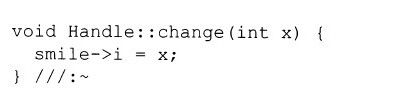 void Handle::change(int x) {
  smile->i = x;
} ///:~